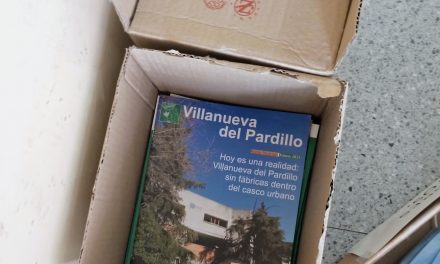 Villanueva
del Pardillo
Hoy es una realidad:
Villanueva del Pardillo
sin fábricas dentro
del casco urbano